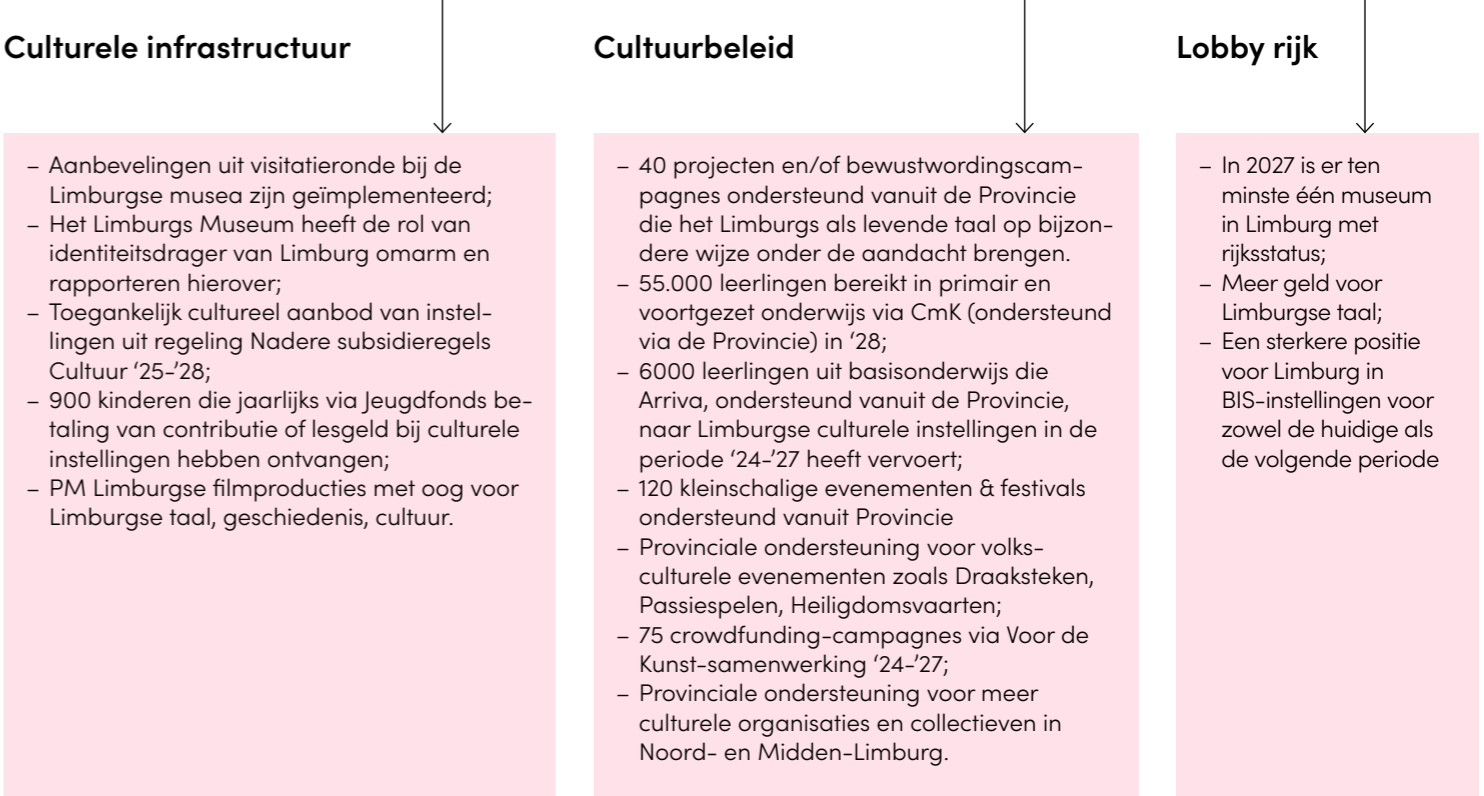 Culturele infrastructuur
– Aanbevelingen uit visitatieronde bij de
Limburgse musea zijn geïmplementeerd;
– Het Limburgs Museum heeft de rol van
identiteitsdrager van Limburg omarm en
rapporteren hierover;
– Toegankelijk cultureel aanbod van instel-
lingen uit regeling Nadere subsidieregels
Cultuur ‘25-’28;
– 900 kinderen die jaarlijks via Jeugdfonds be-
taling van contributie of lesgeld bij culturele
instellingen hebben ontvangen;
– PM Limburgse filmproducties met oog voor
Limburgse taal, geschiedenis, cultuur.
Cultuurbeleid
– 40 projecten en/of bewustwordingscam-
pagnes ondersteund vanuit de Provincie
die het Limburgs als levende taal op bijzon-
dere wijze onder de aandacht brengen.
– 55.000 leerlingen bereikt in primair en
voortgezet onderwijs via CmK (ondersteund
via de Provincie) in ‘28;
– 6000 leerlingen uit basisonderwijs die
Arriva, ondersteund vanuit de Provincie,
naar Limburgse culturele instellingen in de
periode ‘24-’27 heeft vervoert;
– 120 kleinschalige evenementen & festivals
ondersteund vanuit Provincie
– Provinciale ondersteuning voor volks-
culturele evenementen zoals Draaksteken,
Passiespelen, Heiligdomsvaarten;
– 75 crowdfunding-campagnes via Voor de
Kunst-samenwerking ‘24-’27;
– Provinciale ondersteuning voor meer
culturele organisaties en collectieven in
Noord- en Midden-Limburg.
Lobby rijk
– In 2027 is er ten
minste één museum
in Limburg met
rijksstatus;
– Meer geld voor
Limburgse taal;
– Een sterkere positie
voor Limburg in
BIS-instellingen voor
zowel de huidige als
de volgende periode